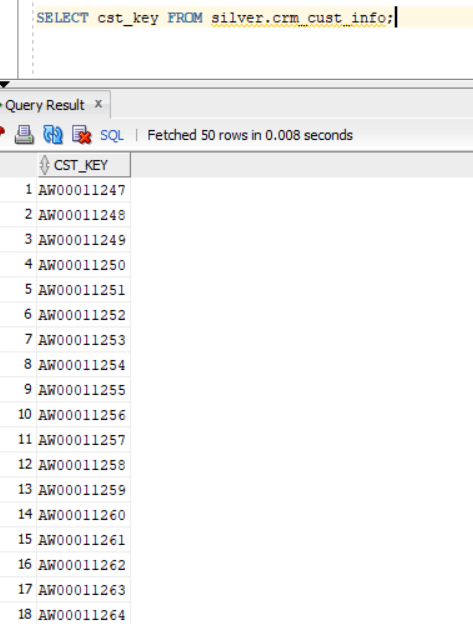 SELECT cst_key FROM silver.crm_cust_info;
Query Result x
SQL | Fetched 50 rows in 0.008 seconds
CST_KEY
1 AW00011247
2 AW00011248
3 AW00011249
4 AW00011250
5 AW00011251
6 AW00011252
7 AW00011253
8 AW00011254
9 AW00011255
10 AW00011256
11 AW00011257
12 AW00011258
13 AW00011259
14 AW00011260
15 AW00011261
16 AW00011262
17 AW00011263
18 AW00011264